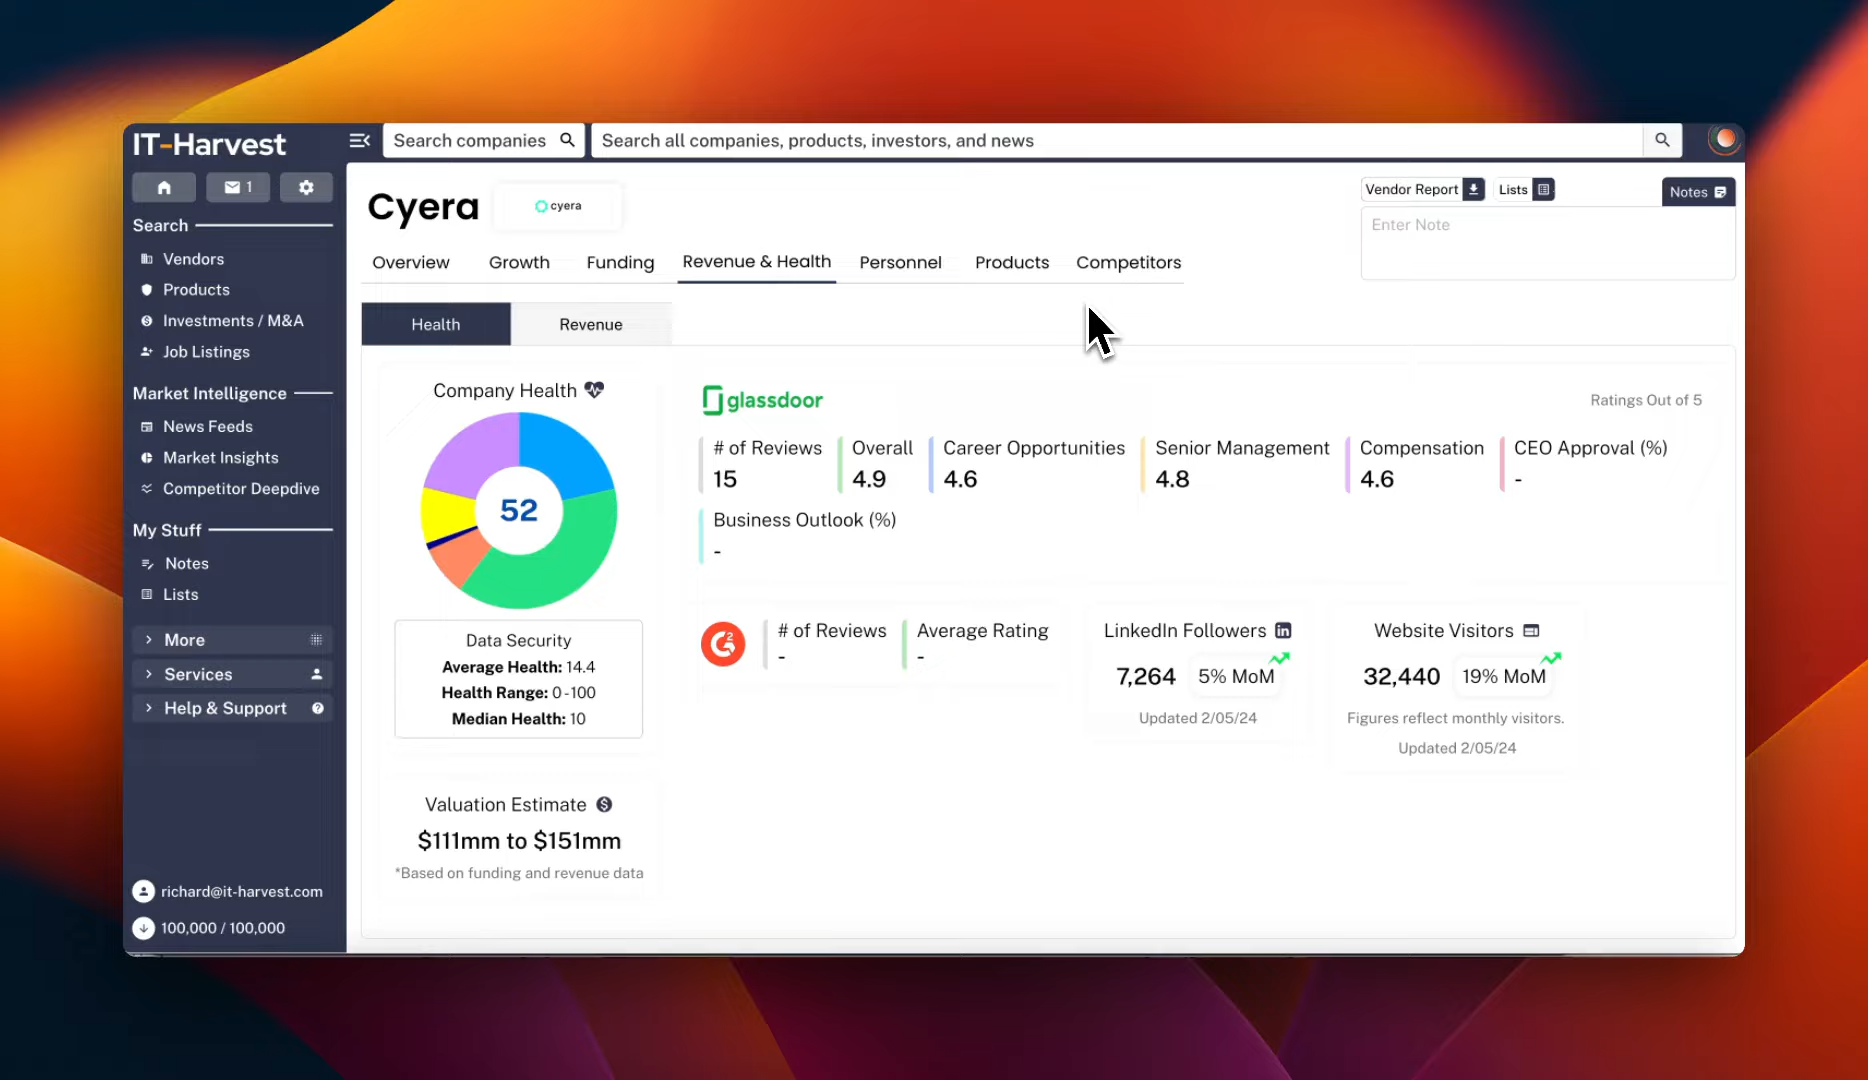 IT-Harvest
Search companies
Search all companies, products, investors, and news
1
Search
Vendors
Products
Investments / M&A
Job Listings
Market Intelligence
News Feeds
Market Insights
Competitor Deepdive
My Stuff
Notes
Lists
More
Services
Help & Support
richard@it-harvest.com
100,000 / 100,000
Cyera
cyera
Vendor Report
Lists
Notes
Enter Note
Overview
Growth
Funding
Revenue & Health
Personnel
Products
Competitors
Health
Revenue
Company Health
52
Data Security
Average Health: 14.4
Health Range: 0-100
Median Health: 10
Valuation Estimate
$111mm to $151mm
*Based on funding and revenue data
glassdoor
Ratings Out of 5
# of Reviews
15
Overall
4.9
Career Opportunities
4.6
Senior Management
4.8
Compensation
4.6
CEO Approval (%)
-
Business Outlook (%)
-
G2
# of Reviews
-
Average Rating
-
LinkedIn Followers in
7,264
5% MoM
Updated 2/05/24
Website Visitors
32,440
19% MoM
Figures reflect monthly visitors.
Updated 2/05/24